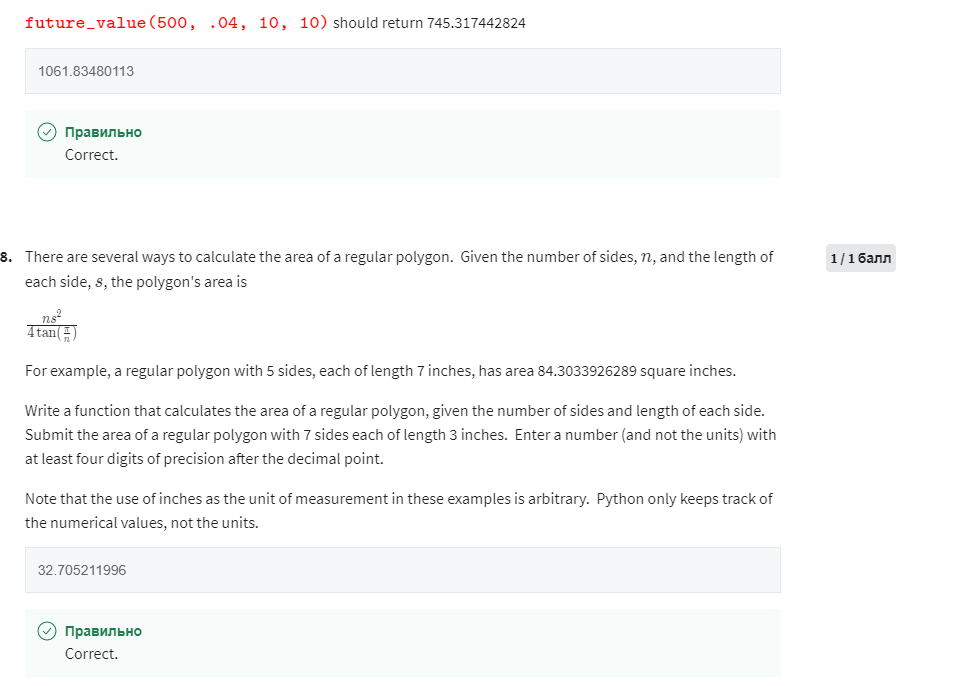 future_value(500, .04, 10, 10) should return 745.317442824
1061.83480113
Правильно
Correct.
8. There are several ways to calculate the area of a regular polygon. Given the number of sides, n, and the length of 1 / 1 балл
each side, s, the polygon's area is
ns²
4 tan(π/n)
For example, a regular polygon with 5 sides, each of length 7 inches, has area 84.3033926289 square inches.
Write a function that calculates the area of a regular polygon, given the number of sides and length of each side.
Submit the area of a regular polygon with 7 sides each of length 3 inches. Enter a number (and not the units) with
at least four digits of precision after the decimal point.
Note that the use of inches as the unit of measurement in these examples is arbitrary. Python only keeps track of
the numerical values, not the units.
32.705211996
Правильно
Correct.